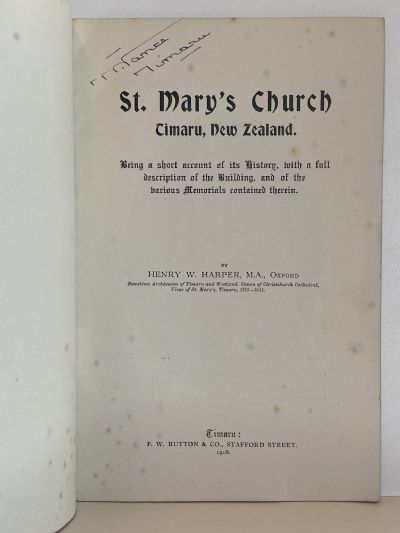 Timaru
St. Mary's Church
Timaru, New Zealand.
Being a short account of its History, with a full
description of the Building, and of the
various Memorials contained therein.
BY
HENRY W. HARPER, M.A., OXFORD
Sometime Archdeacon of Timaru and Westland, Canon of Christchurch Cathedral,
Vicar of St. Mary's, Timaru, 1875—1911.
Timaru:
P. W. HUTTON & CO., STAFFORD STREET.
1918.